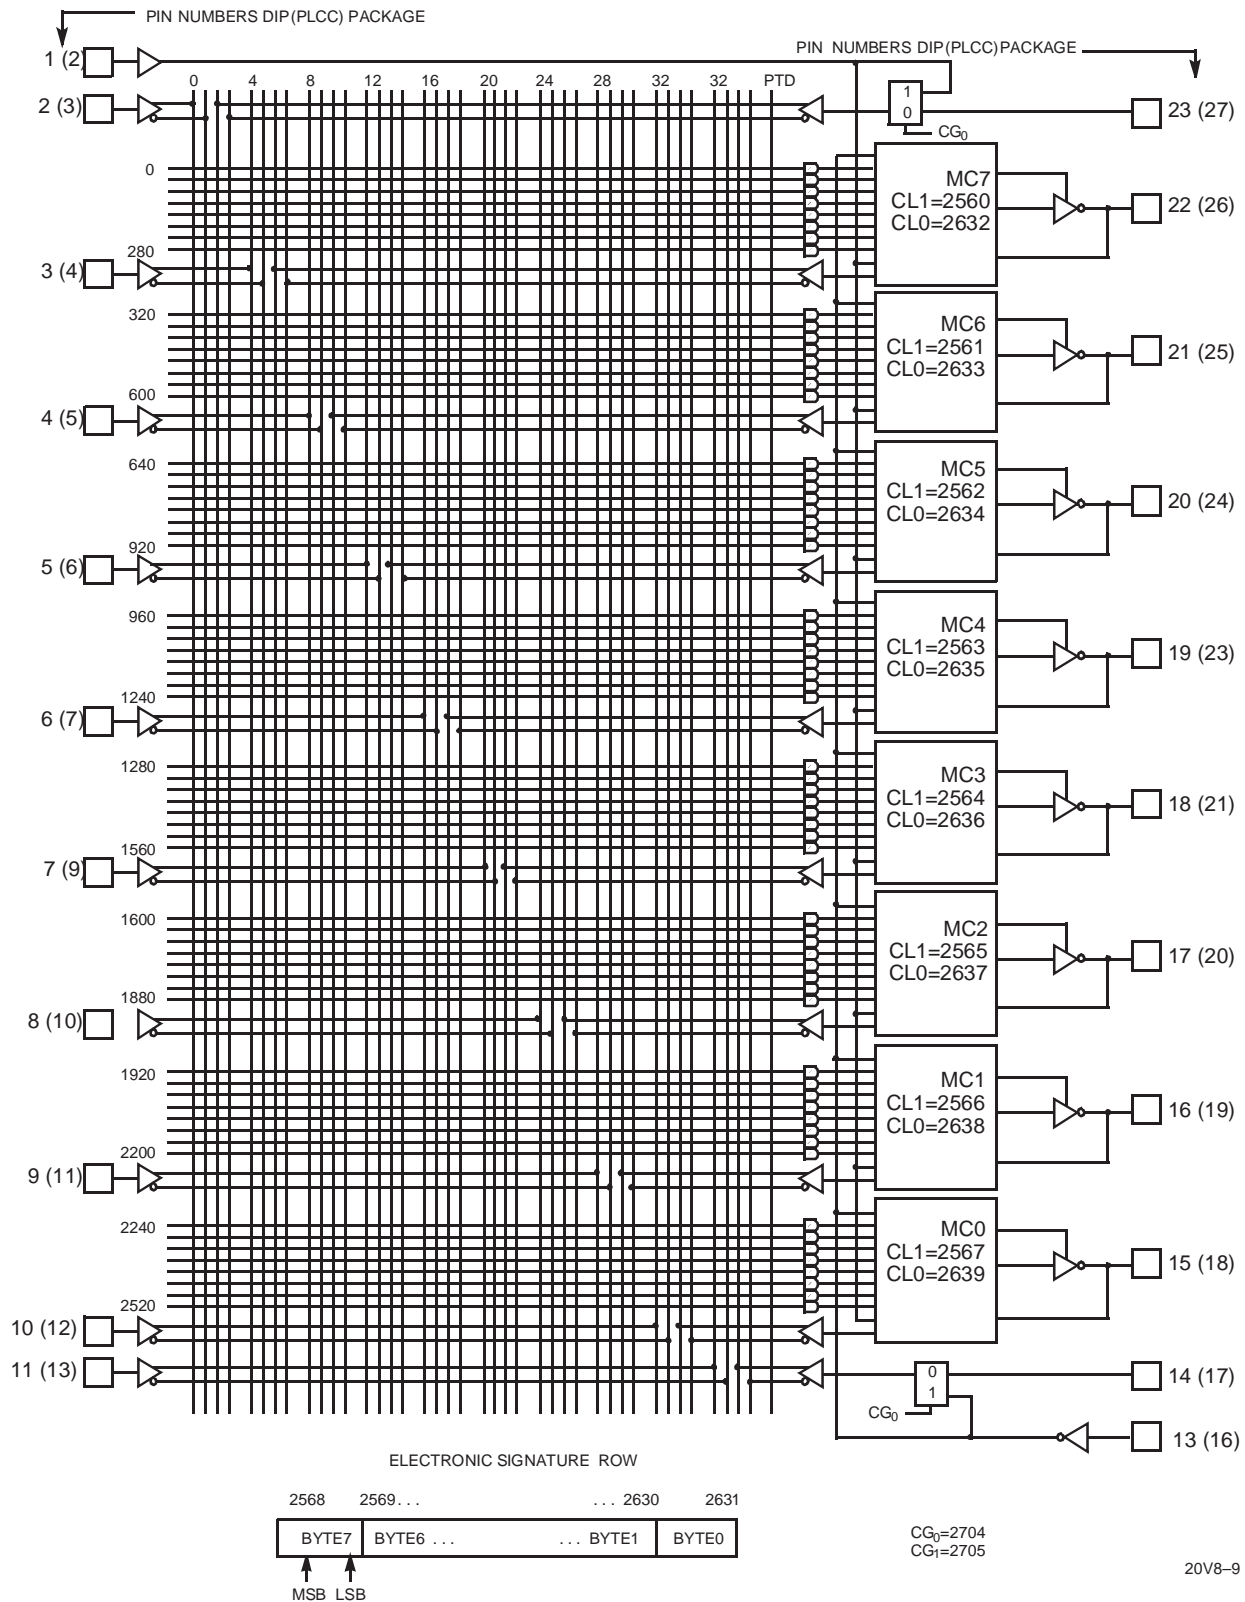 PIN NUMBERS DIP(PLCC) PACKAGE
PIN NUMBERS DIP(PLCC)PACKAGE
1 (2)
0 4 8 12 16 20 24 28 32 32 PTD
2 (3)
1
0
CG0
23 (27)
0
MC7
CL1=2560
CL0=2632
22 (26)
280
3 (4)
320
MC6
CL1=2561
CL0=2633
21 (25)
600
4 (5)
640
MC5
CL1=2562
CL0=2634
20 (24)
920
5 (6)
960
MC4
CL1=2563
CL0=2635
19 (23)
1240
6 (7)
1280
MC3
CL1=2564
CL0=2636
18 (21)
1560
7 (9)
1600
MC2
CL1=2565
CL0=2637
17 (20)
1880
8 (10)
1920
MC1
CL1=2566
CL0=2638
16 (19)
2200
9 (11)
2240
MC0
CL1=2567
CL0=2639
15 (18)
2520
10 (12)
11 (13)
0
1
CG0
14 (17)
13 (16)
ELECTRONIC SIGNATURE ROW
2568 2569... ... 2630 2631
BYTE7 BYTE6 ... ... BYTE1 BYTE0
MSB LSB
CG0=2704
CG1=2705
20V8–9